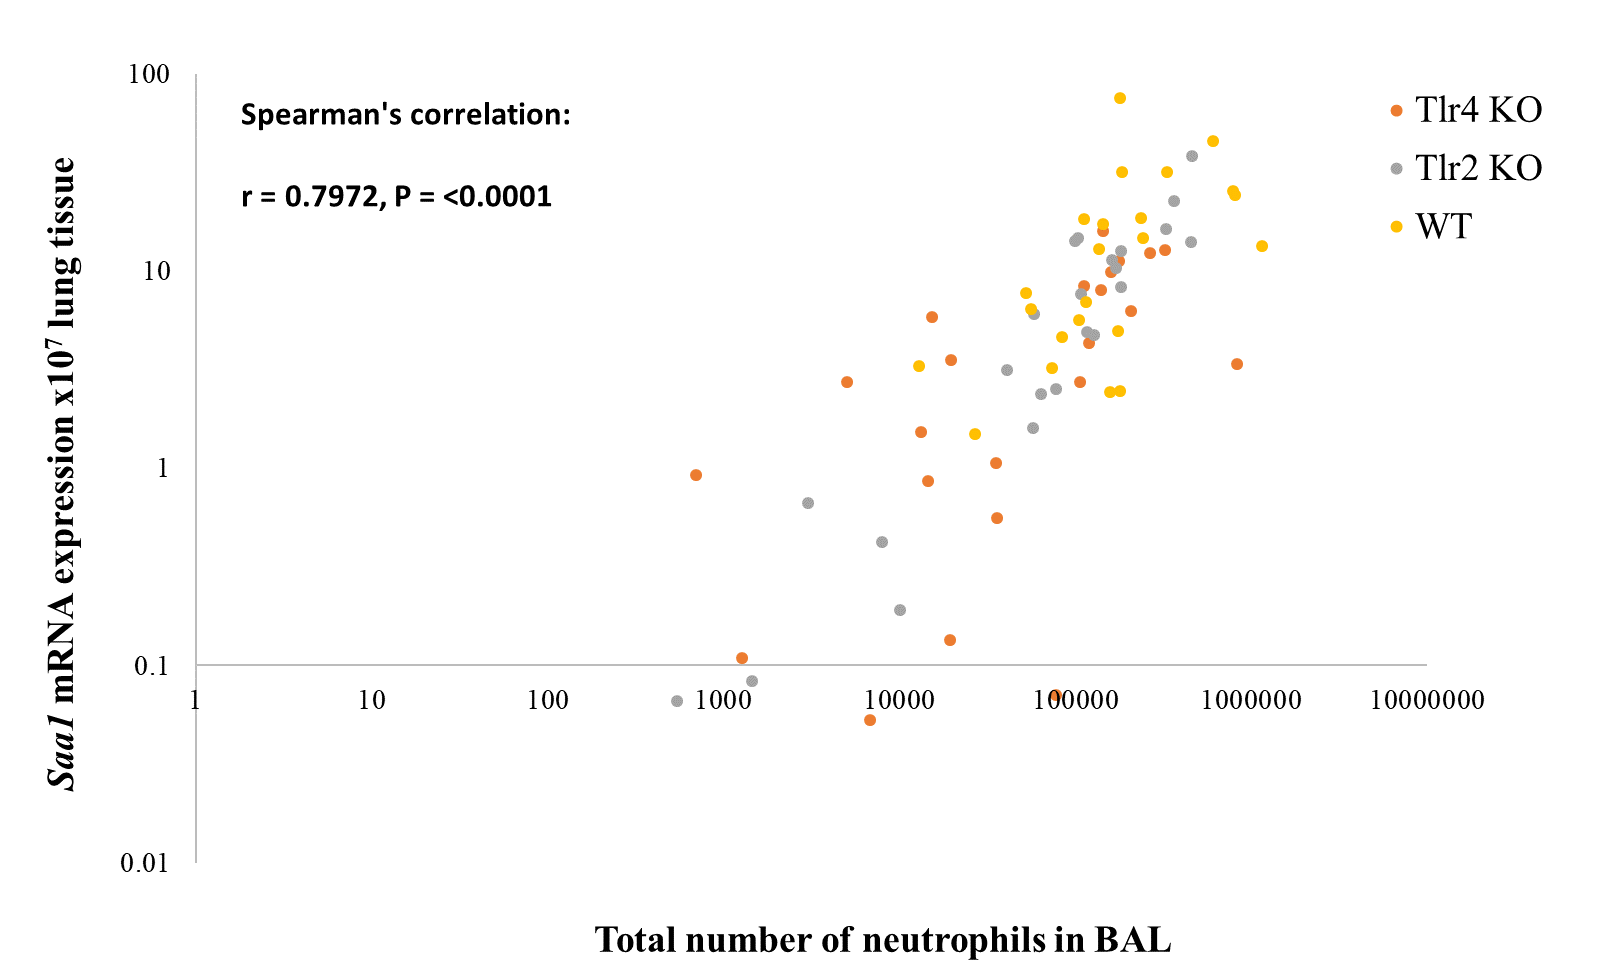 100
Spearman's correlation:
r = 0.7972, P = <0.0001
10
1
0.1
0.01
Saa1 mRNA expression x10⁷ lung tissue
1 10 100 1000 10000 100000 1000000 10000000
Total number of neutrophils in BAL
Tlr4 KO
Tlr2 KO
WT